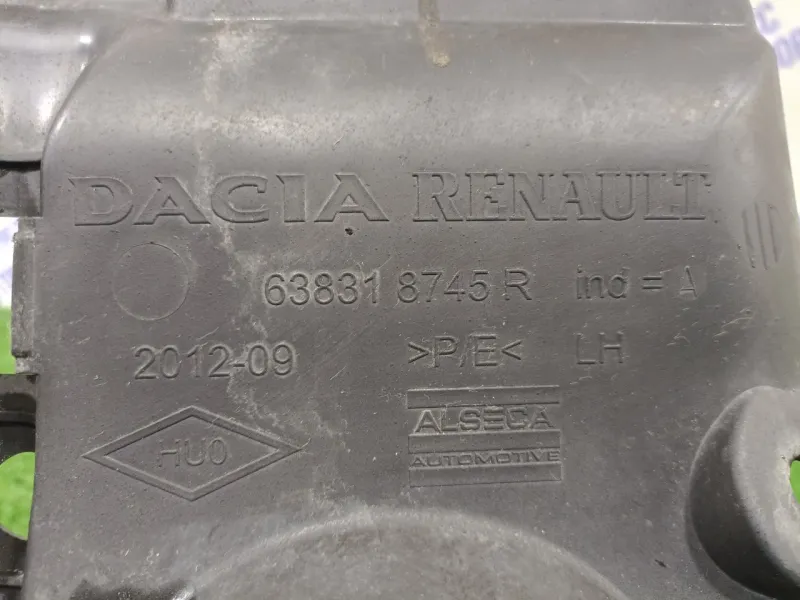 DACIA RENAULT
63831 8745 R ind = A
2012-09 >P/E< LH
HU0
ALSECA
AUTOMOTIVE